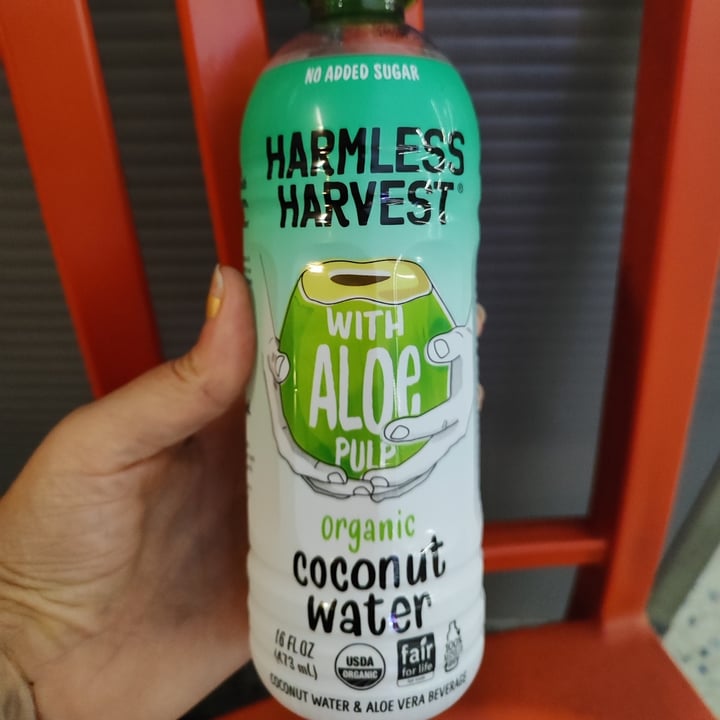 NO ADDED SUGAR
HARMLESS
HARVEST®
WITH
ALOe
PULP
organic
coconut
water
16 FL OZ
(473 mL)
USDA
ORGANIC
fair
for life
100%
COCONUT WATER & ALOE VERA BEVERAGE